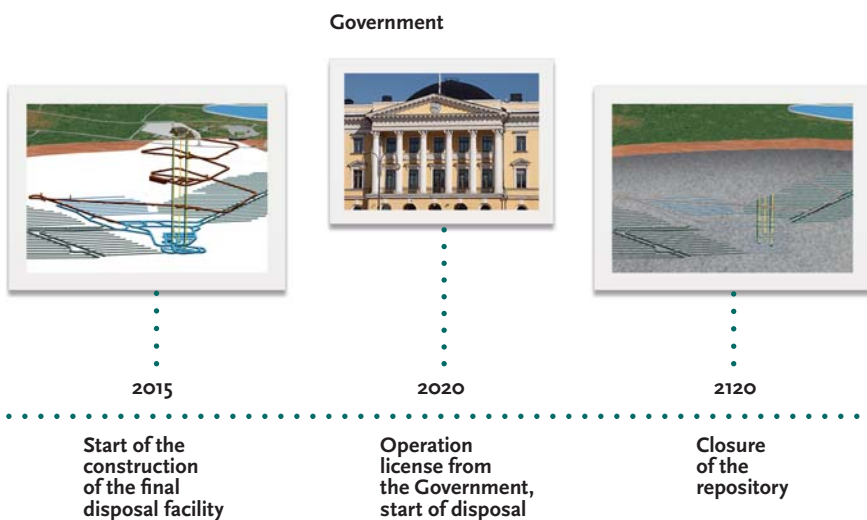 Government
2015
2020
2120
Start of the
construction
of the final
disposal facility
Operation
license from
the Government,
start of disposal
Closure
of the
repository